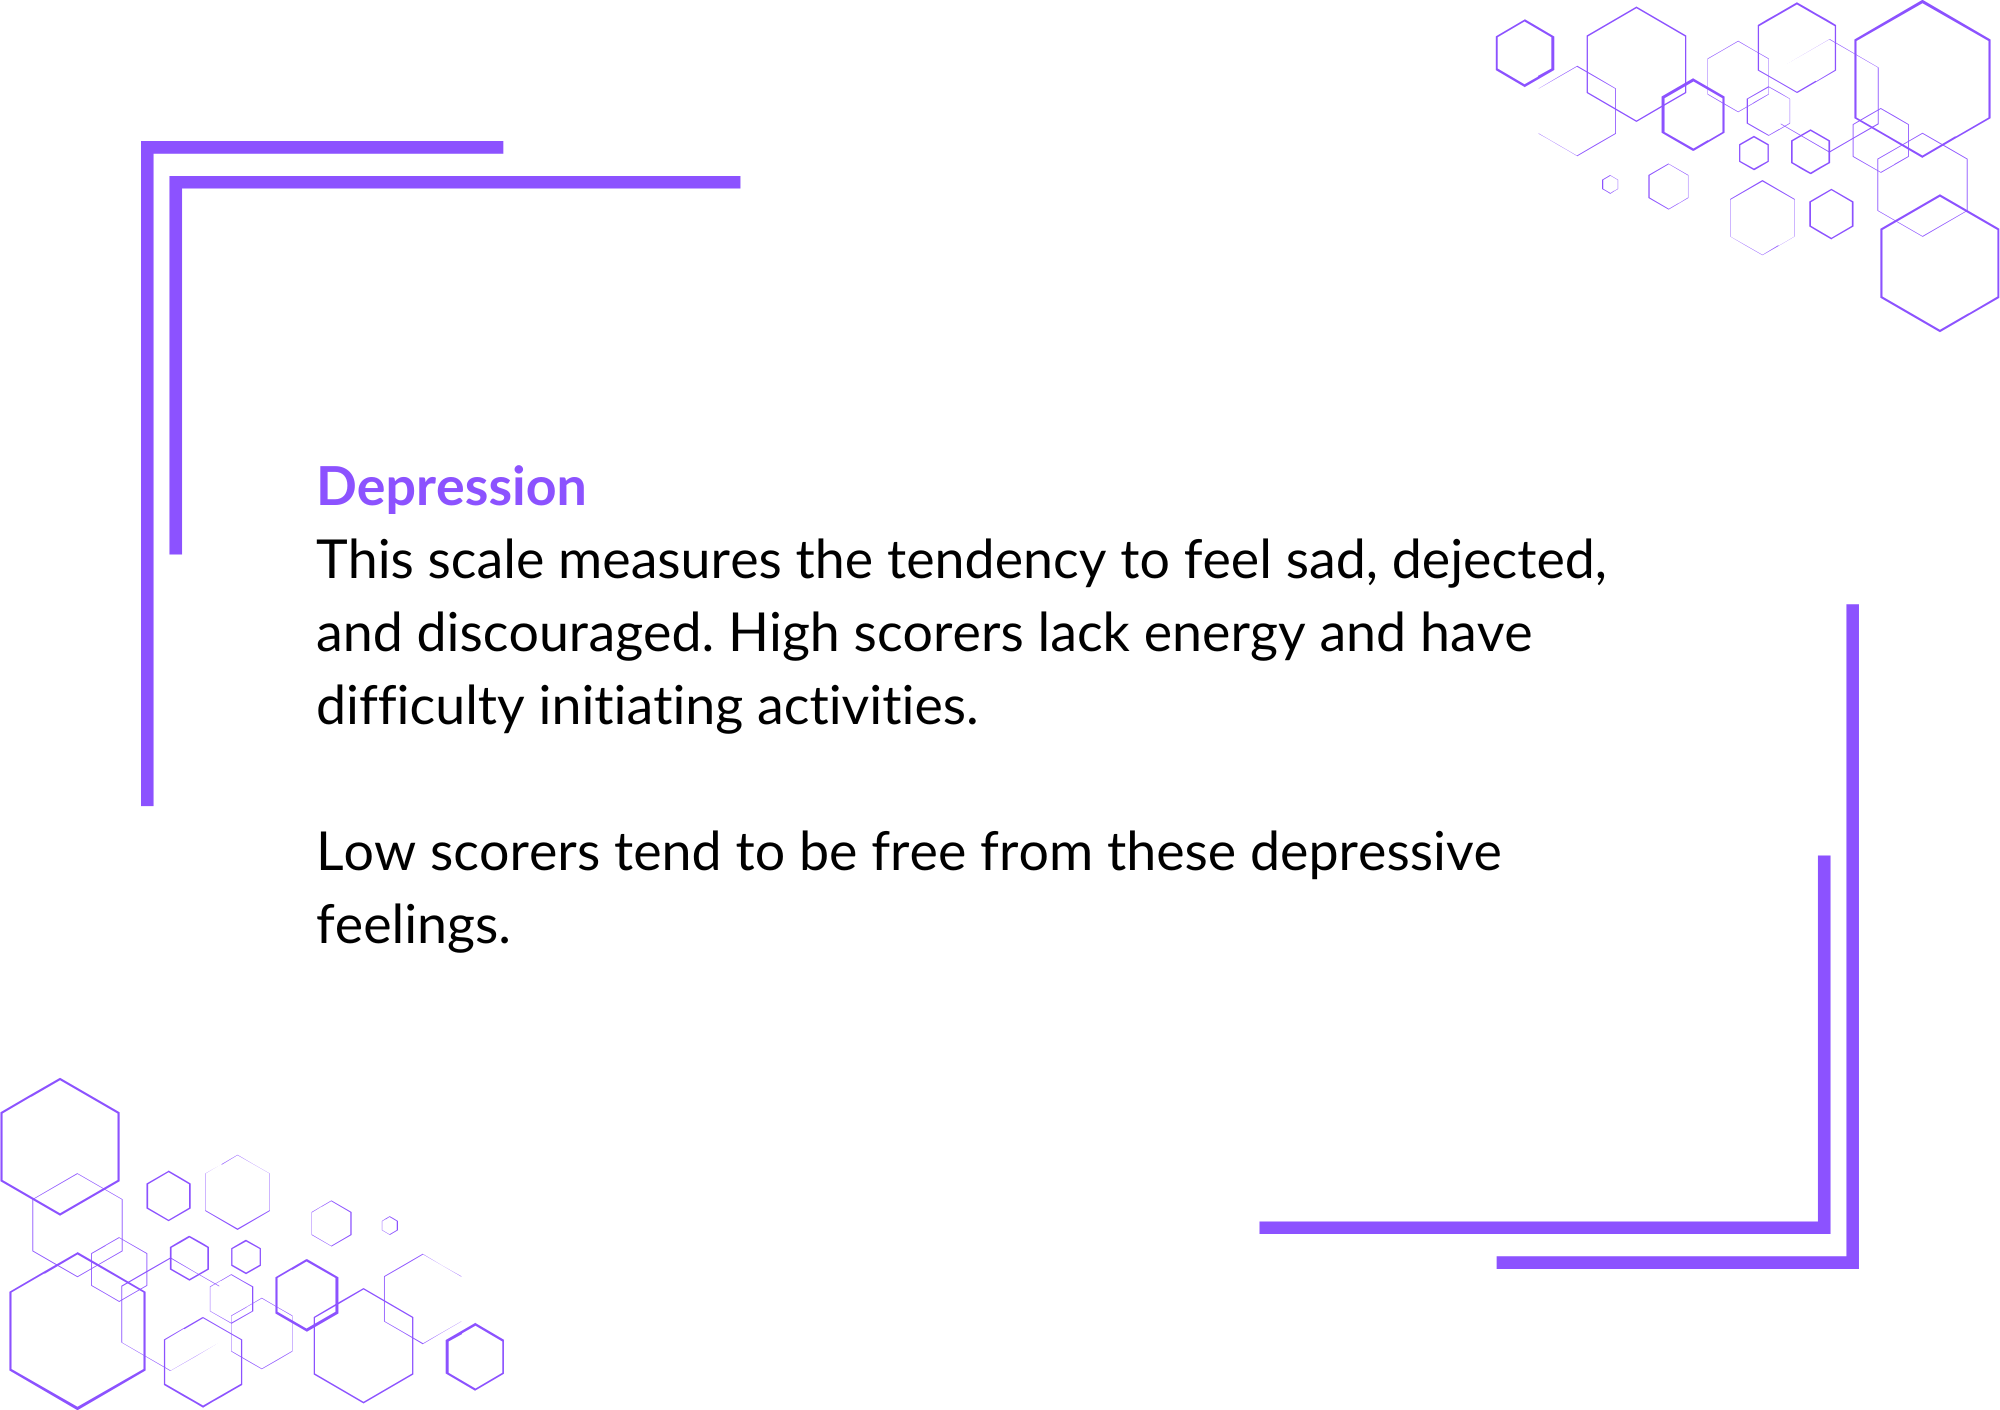 Depression
This scale measures the tendency to feel sad, dejected,
and discouraged. High scorers lack energy and have
difficulty initiating activities.
Low scorers tend to be free from these depressive
feelings.